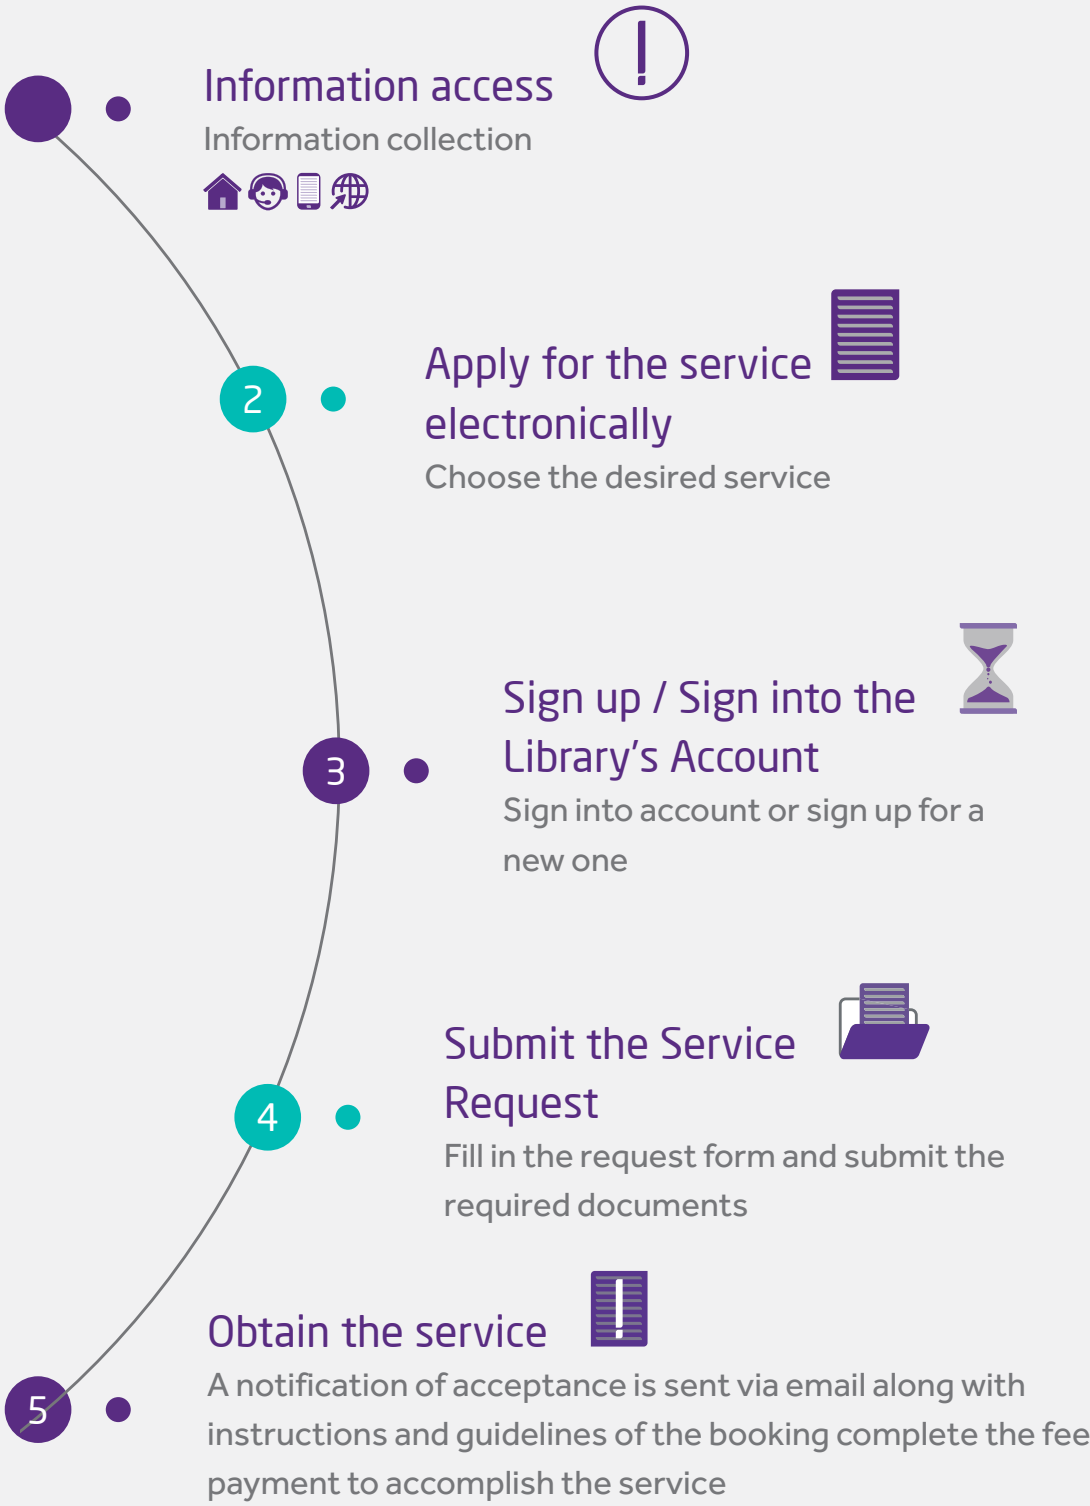 Information access
Information collection
2
Apply for the service
electronically
Choose the desired service
3
Sign up / Sign into the
Library's Account
Sign into account or sign up for a
new one
4
Submit the Service
Request
Fill in the request form and submit the
required documents
5
Obtain the service
A notification of acceptance is sent via email along with
instructions and guidelines of the booking complete the fee
payment to accomplish the service